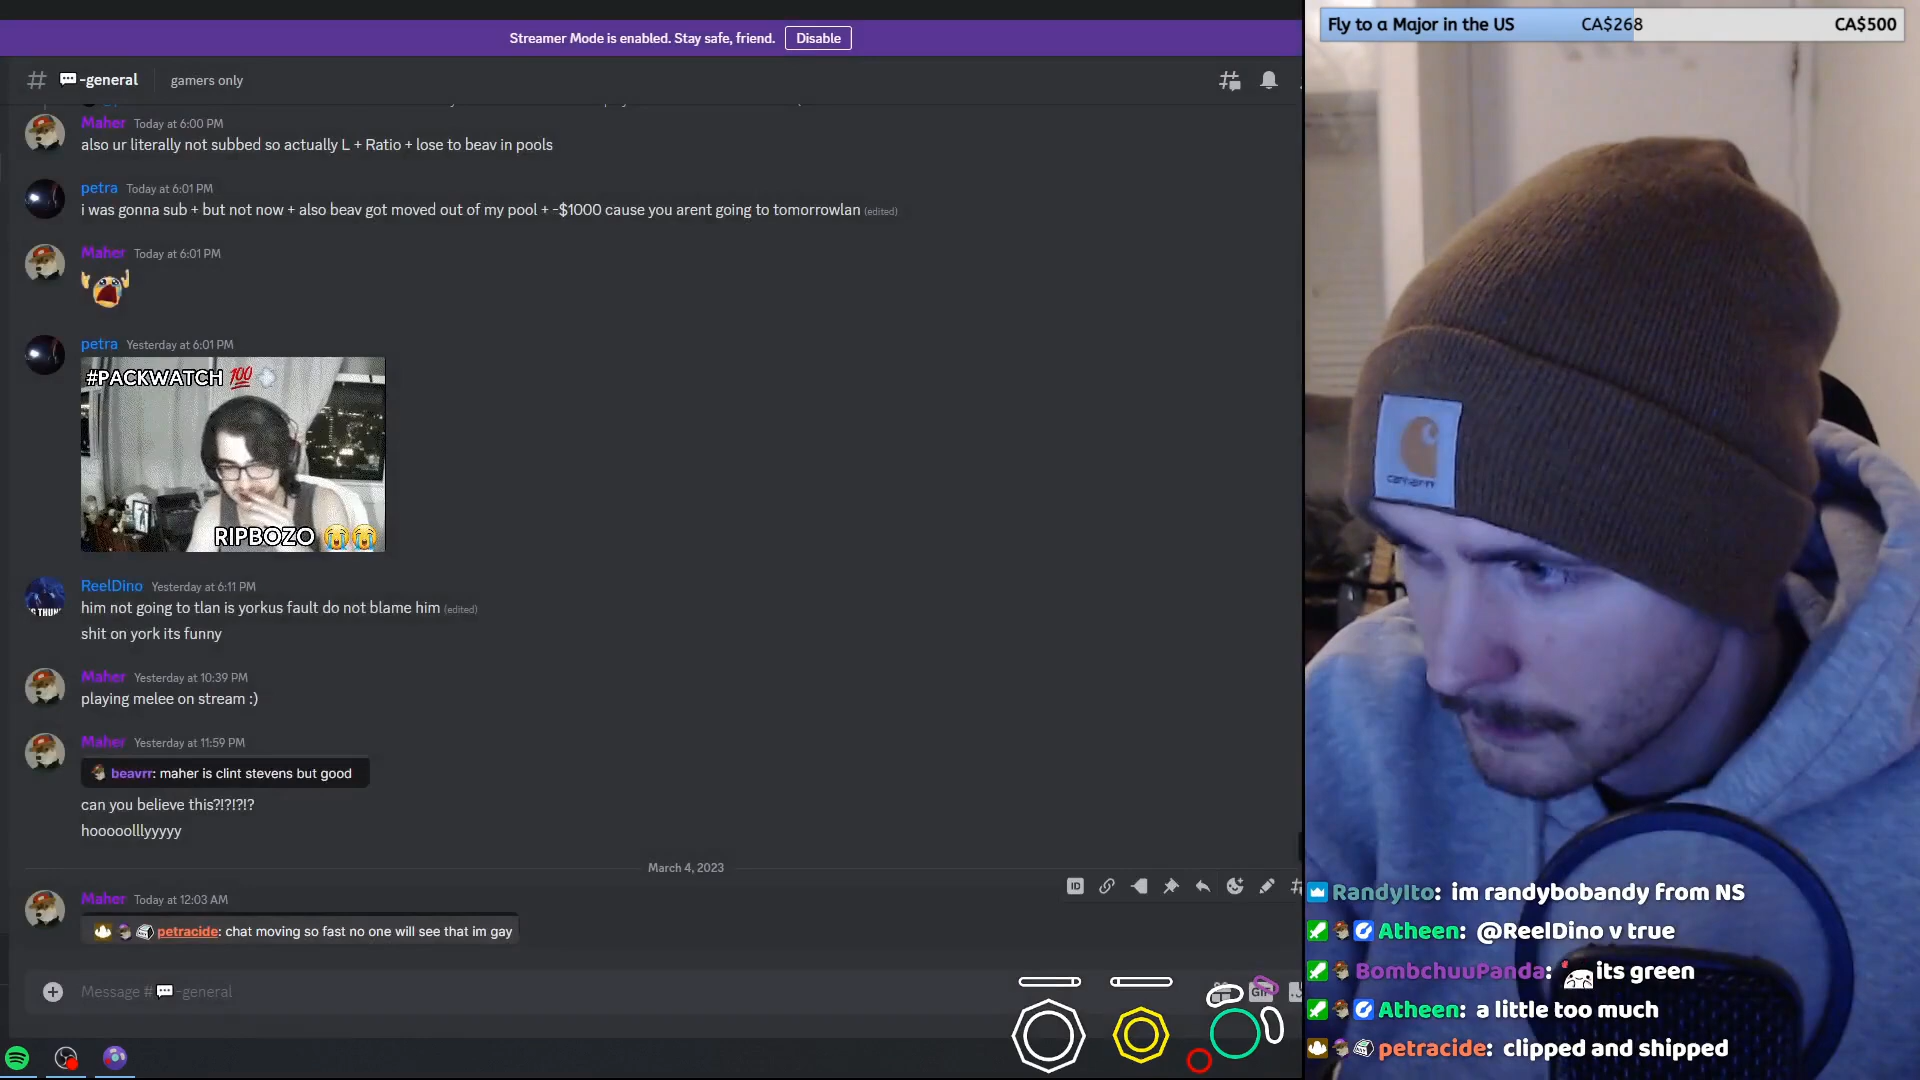 Streamer Mode is enabled. Stay safe, friend.
Disable
-general
gamers only
Maher Today at 6:00 PM
also ur literally not subbed so actually L + Ratio + lose to beav in pools
petra Today at 6:01 PM
i was gonna sub + but not now + also beav got moved out of my pool + -$1000 cause you arent going to tomorrowlan (edited)
Maher Today at 6:01 PM
petra Yesterday at 6:01 PM
#PACKWATCH 💯
RIPBOZO 😭😭
ReelDino Yesterday at 6:11 PM
him not going to tlan is yorkus fault do not blame him (edited)
shit on york its funny
Maher Yesterday at 10:39 PM
playing melee on stream :)
Maher Yesterday at 11:59 PM
beavrr: maher is clint stevens but good
can you believe this?!?!?!?
hooooolllyyyyy
March 4, 2023
ID
Maher Today at 12:03 AM
petracide: chat moving so fast no one will see that im gay
Message # 💬-general
GIF
Fly to a Major in the US CA$268 CA$500
carhartt
RandyIto: im randybobandy from NS
Atheen: @ReelDino v true
BombchuuPanda: its green
Atheen: a little too much
petracide: clipped and shipped